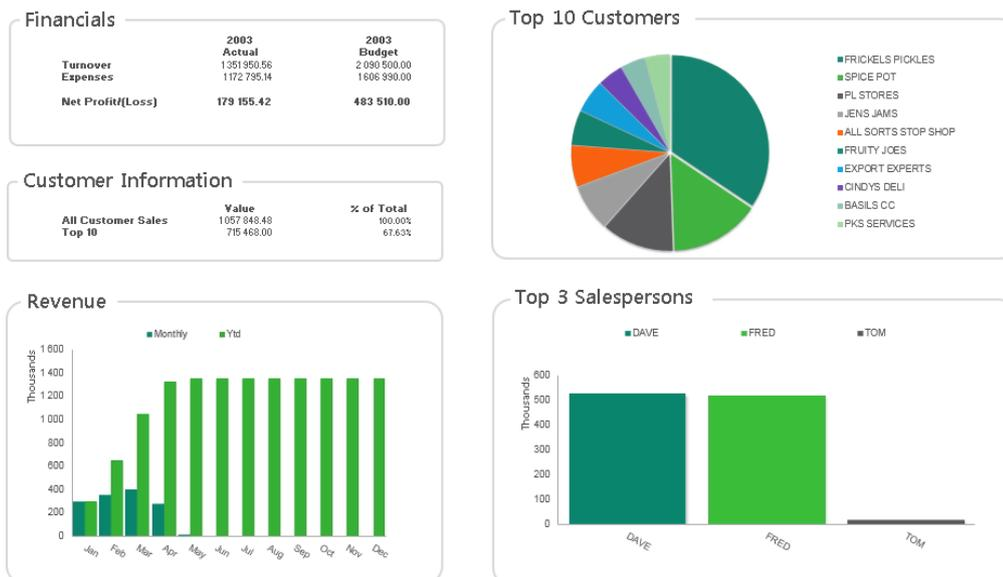 Financials
2003 2003
Actual Budget
Turnover 1 351 950.56 2 090 500.00
Expenses 1 172 795.14 1 606 990.00
Net Profit/(Loss) 179 155.42 483 510.00
Customer Information
Value % of Total
All Customer Sales 1 057 848.48 100.00%
Top 10 715 468.00 67.63%
Revenue
Monthly Ytd
Thousands
1 600
1 400
1 200
1 000
800
600
400
200
0
Jan Feb Mar Apr May Jun Jul Aug Sep Oct Nov Dec
Top 10 Customers
FRICKELS PICKLES
SPICE POT
PL STORES
JENS JAMS
ALL SORTS STOP SHOP
FRUITY JOES
EXPORT EXPERTS
CINDYS DELI
BASILS CC
PKS SERVICES
Top 3 Salespersons
DAVE FRED TOM
Thousands
600
500
400
300
200
100
0
DAVE FRED TOM